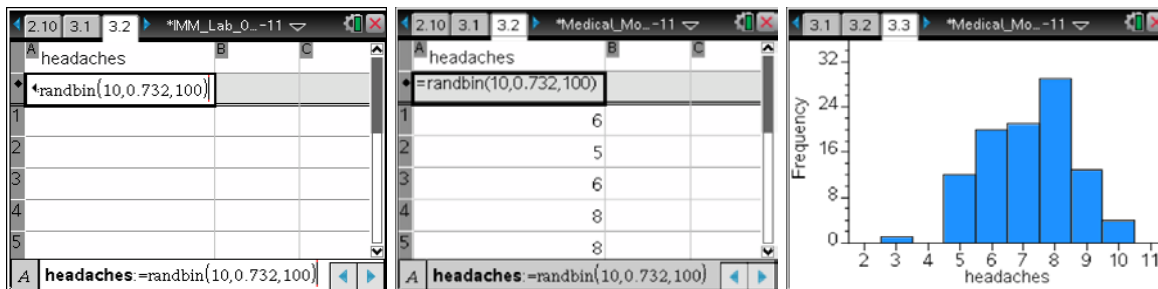 2.10 3.1 3.2 *IMM_Lab_0…-11
A headaches B C
randbin(10,0.732,100)
1
2
3
4
5
A headaches:=randbin(10,0.732,100)
2.10 3.1 3.2 *Medical_Mo…-11
A headaches B C
=randbin(10,0.732,100)
1 6
2 5
3 6
4 8
5 8
A headaches:=randbin(10,0.732,100)
3.1 3.2 3.3 *Medical_Mo…-11
Frequency
32
24
16
8
0
2 3 4 5 6 7 8 9 10 11
headaches